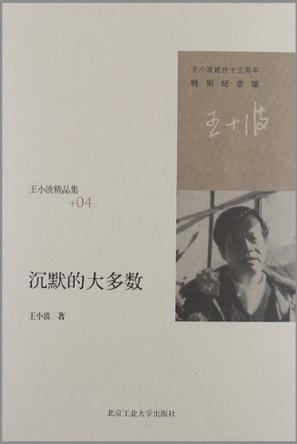 王小波逝世十五周年
特别纪念版
王小波
王小波精品集
+04
沉默的大多数
王小波 著
北京工业大学出版社